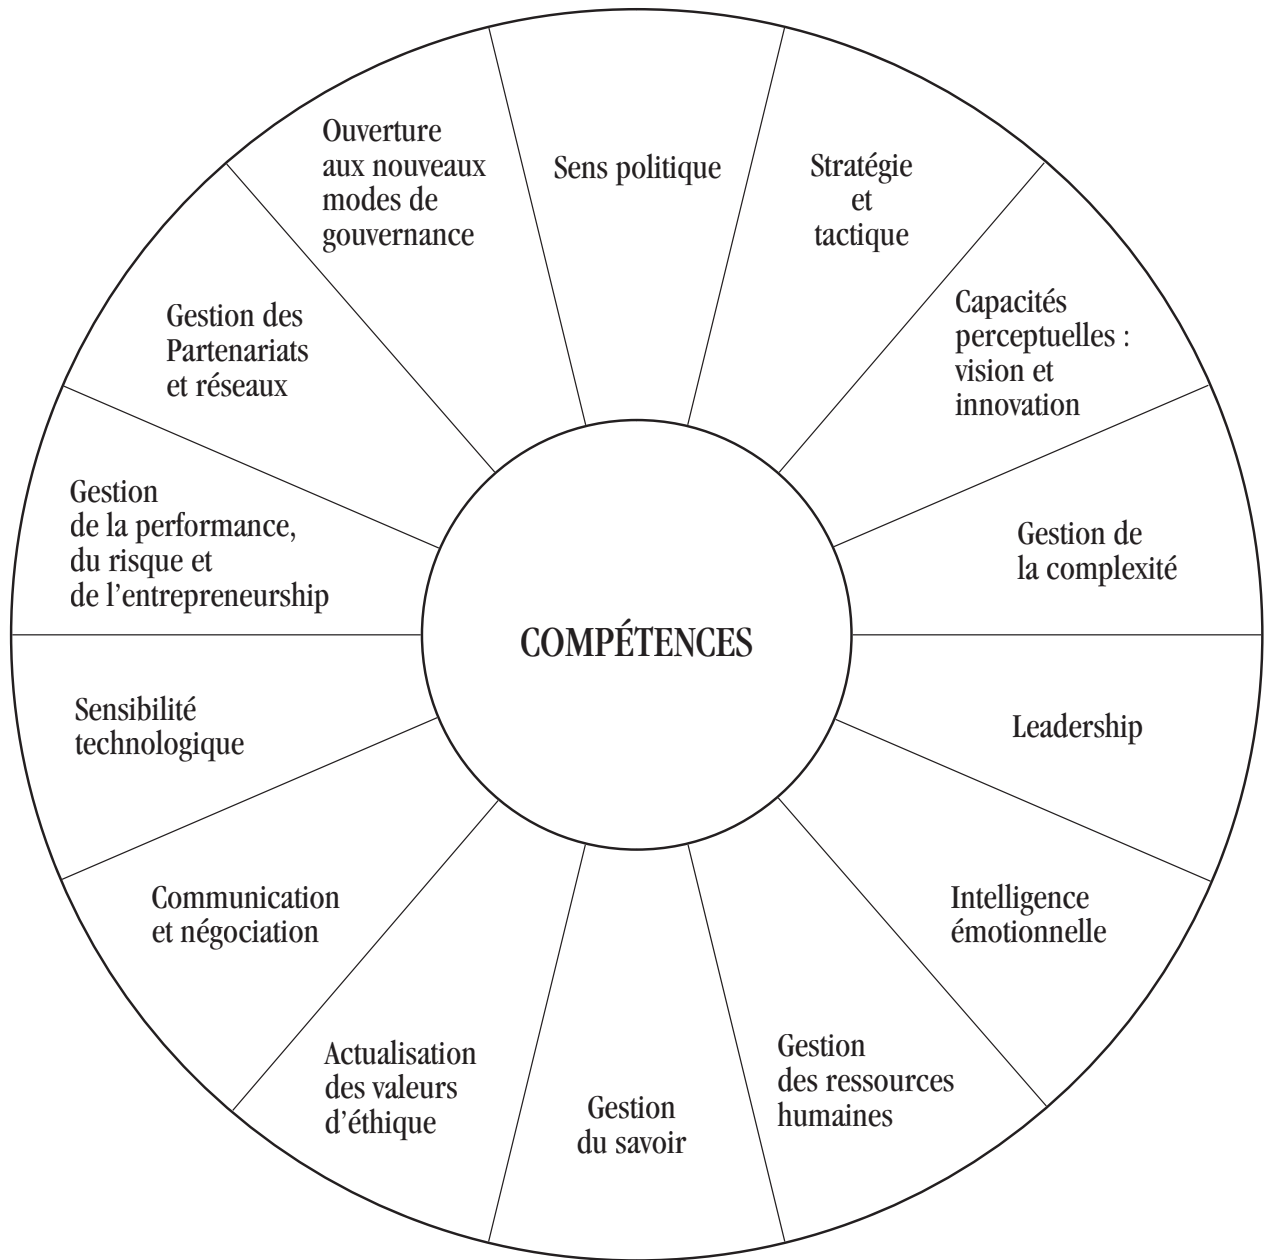 Sens politique
Stratégie
et
tactique
Capacités
perceptuelles :
vision et
innovation
Gestion de
la complexité
Leadership
Intelligence
émotionnelle
Gestion
des ressources
humaines
Gestion
du savoir
Actualisation
des valeurs
d’éthique
Communication
et négociation
Sensibilité
technologique
Gestion
de la performance,
du risque et
de l’entrepreneurship
Gestion des
Partenariats
et réseaux
Ouverture
aux nouveaux
modes de
gouvernance
COMPÉTENCES